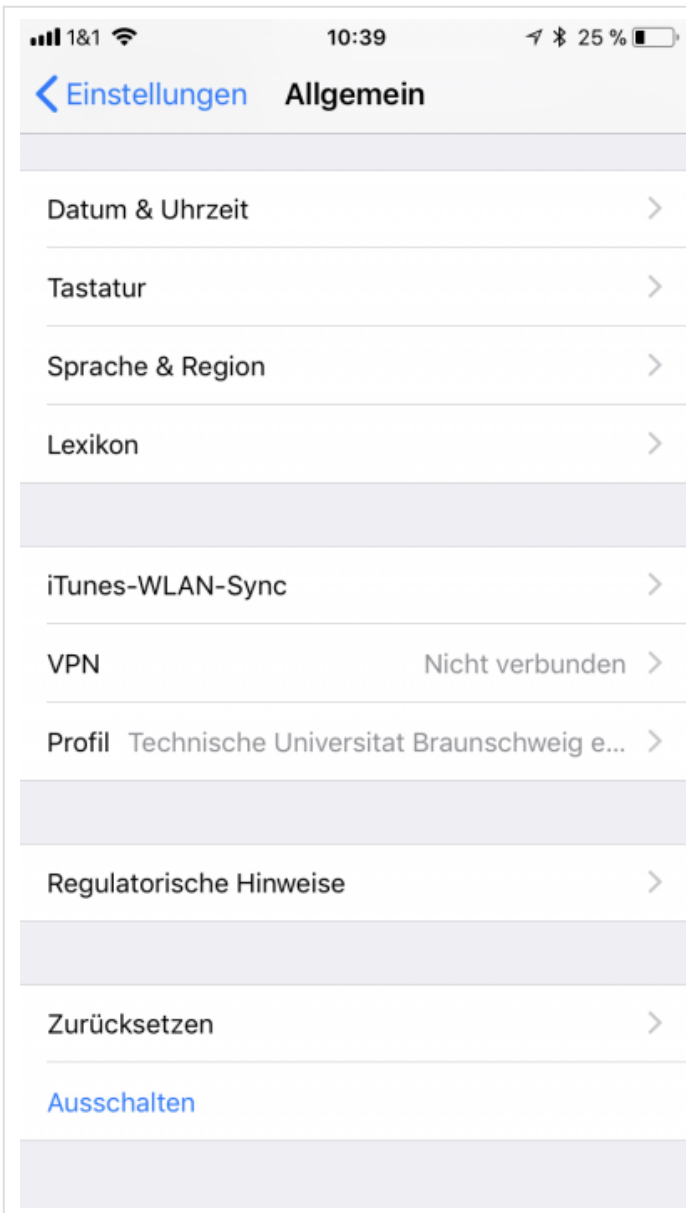 1&1 10:39 25 %
Einstellungen Allgemein
Datum & Uhrzeit
Tastatur
Sprache & Region
Lexikon
iTunes-WLAN-Sync
VPN Nicht verbunden
Profil Technische Universitat Braunschweig e...
Regulatorische Hinweise
Zurücksetzen
Ausschalten